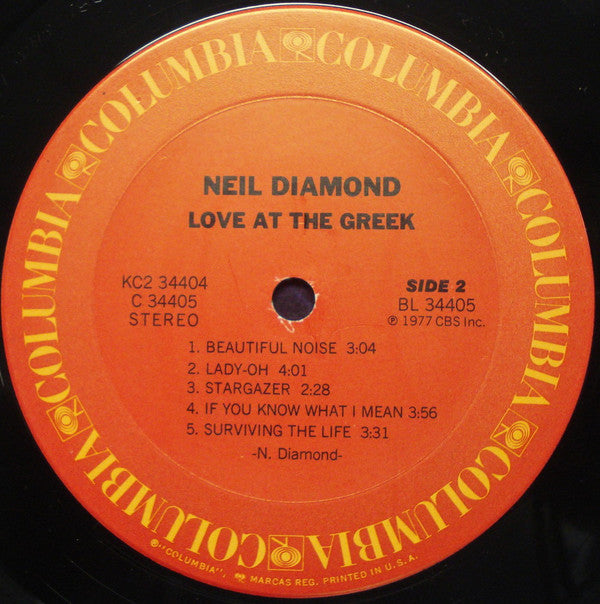 COLUMBIA COLUMBIA COLUMBIA COLUMBIA COLUMBIA COLUMBIA COLUMBIA
NEIL DIAMOND
LOVE AT THE GREEK
KC2 34404
C 34405
STEREO
SIDE 2
BL 34405
℗ 1977 CBS Inc.
1. BEAUTIFUL NOISE 3:04
2. LADY-OH 4:01
3. STARGAZER 2:28
4. IF YOU KNOW WHAT I MEAN 3:56
5. SURVIVING THE LIFE 3:31
-N. Diamond-
®"COLUMBIA", MARCAS REG. PRINTED IN U.S.A.